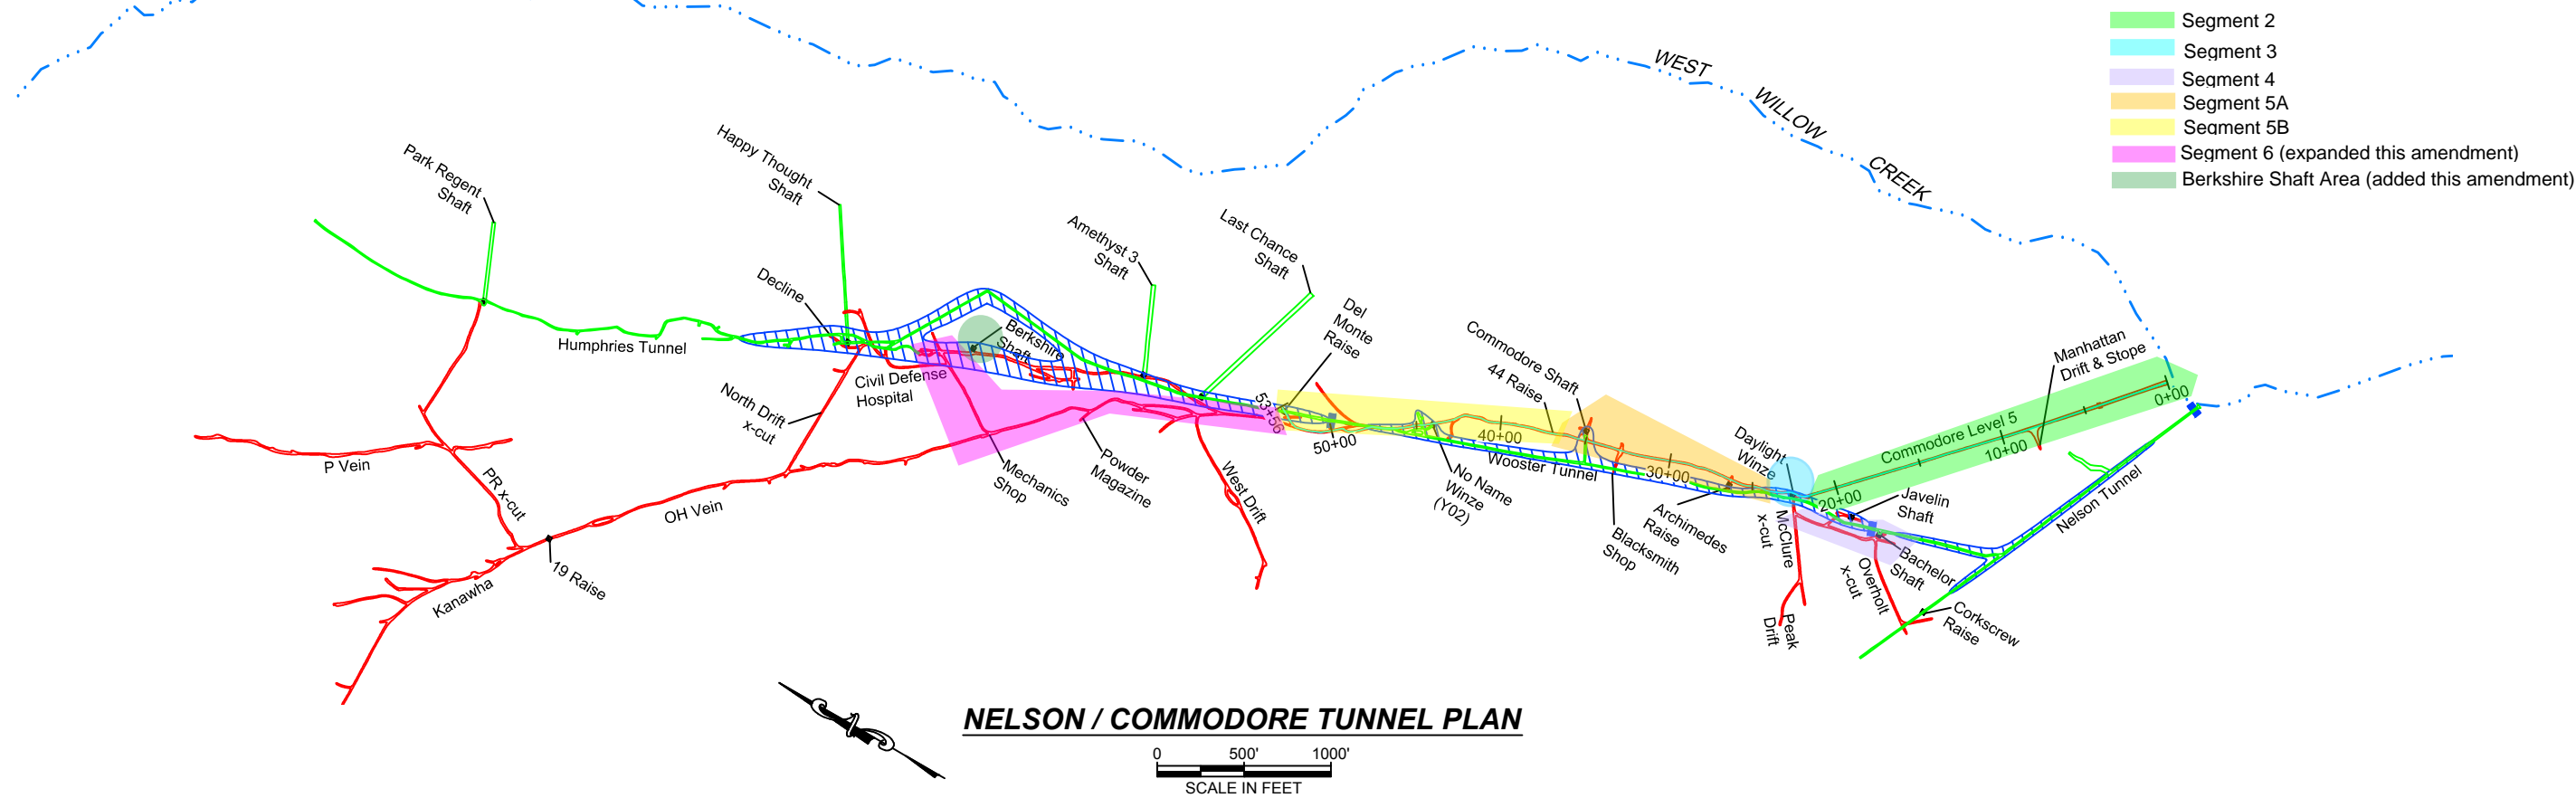 Segment 2
Segment 3
Segment 4
Segment 5A
Segment 5B
Segment 6 (expanded this amendment)
Berkshire Shaft Area (added this amendment)
WEST
WILLOW
CREEK
Park Regent
Shaft
Happy Thought
Shaft
Amethyst 3
Shaft
Last Chance
Shaft
Decline
Berkshire
Shaft
Del
Monte
Raise
Commodore Shaft
44 Raise
Manhattan
Drift & Stope
Humphries Tunnel
Civil Defense
Hospital
North Drift
x-cut
53+56
50+00
40+00
30+00
20+00
10+00
0+00
Commodore Level 5
Daylight
Winze
Wooster Tunnel
Nelson Tunnel
P Vein
PR x-cut
OH Vein
Mechanics
Shop
Powder
Magazine
West Drift
No Name
Winze
(Y02)
Blacksmith
Shop
Archimedes
Raise
McClure
x-cut
Javelin
Shaft
Bachelor
Shaft
Overholt
x-cut
Peak
Drift
Corkscrew
Raise
Kanawha
19 Raise
NELSON / COMMODORE TUNNEL PLAN
0 500' 1000'
SCALE IN FEET